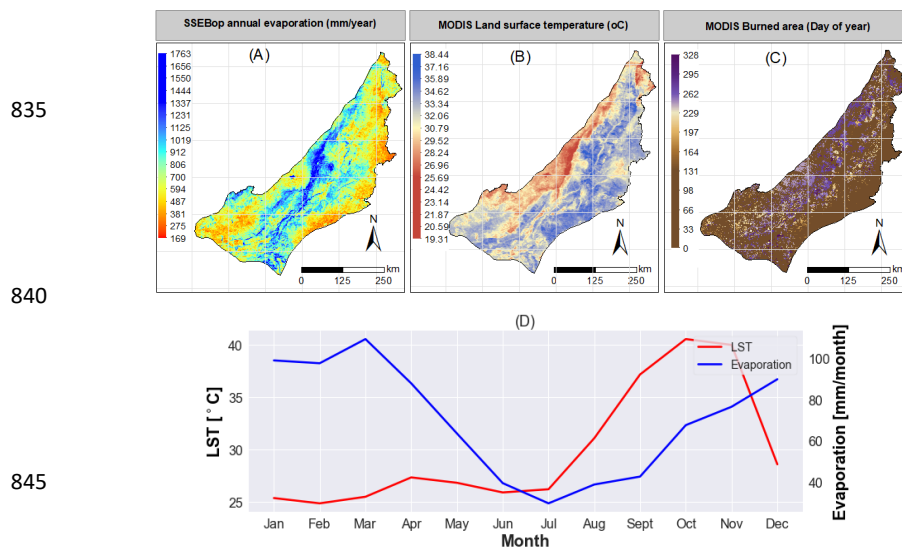 SSEBop annual evaporation (mm/year)
MODIS Land surface temperature (oC)
MODIS Burned area (Day of year)
(A)
1763
1656
1550
1444
1337
1231
1125
1019
912
806
700
594
487
381
275
169
N
km
0 125 250
(B)
38.44
37.16
35.89
34.62
33.34
32.06
30.79
29.52
28.24
26.96
25.69
24.42
23.14
21.87
20.59
19.31
N
km
0 125 250
(C)
328
295
262
229
197
164
131
98
66
33
0
N
km
0 125 250
835
840
845
(D)
LST
Evaporation
LST [°C]
40
35
30
25
Evaporation [mm/month]
100
80
60
40
Jan Feb Mar Apr May Jun Jul Aug Sept Oct Nov Dec
Month